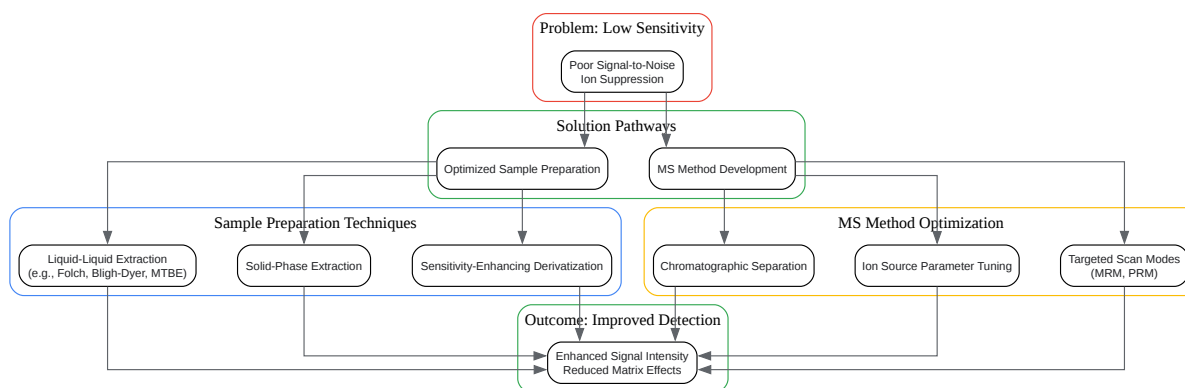 Problem: Low Sensitivity
Poor Signal-to-Noise
Ion Suppression
Solution Pathways
Optimized Sample Preparation
MS Method Development
Sample Preparation Techniques
MS Method Optimization
Liquid-Liquid Extraction
(e.g., Folch, Bligh-Dyer, MTBE)
Solid-Phase Extraction
Sensitivity-Enhancing Derivatization
Chromatographic Separation
Ion Source Parameter Tuning
Targeted Scan Modes
(MRM, PRM)
Outcome: Improved Detection
Enhanced Signal Intensity
Reduced Matrix Effects